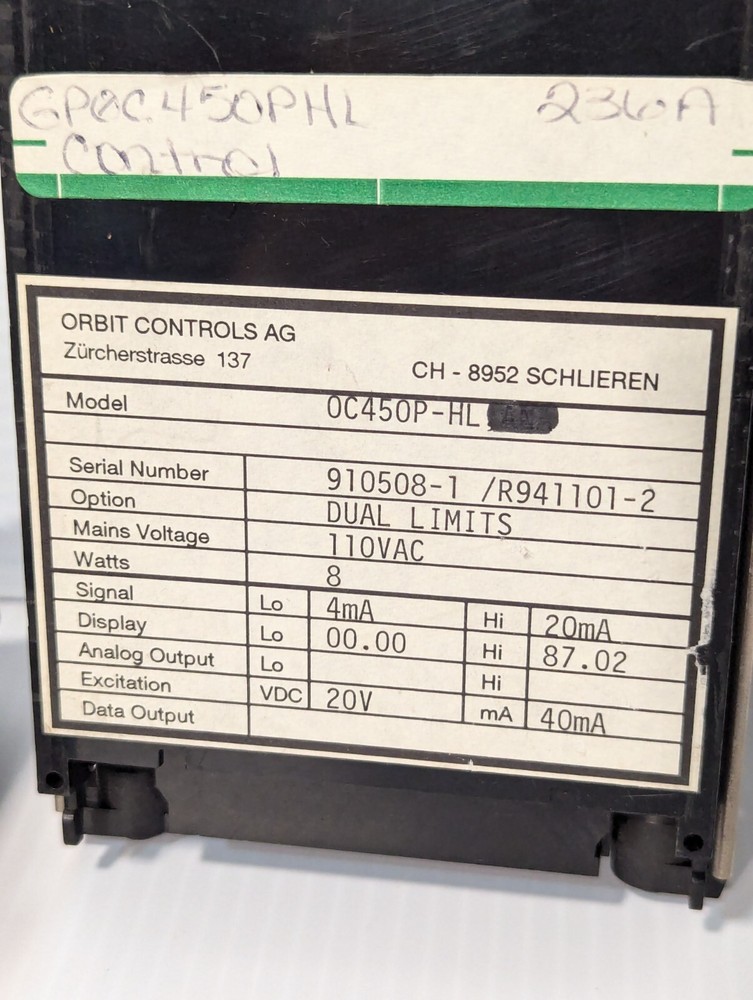 GPOC450PHL 236A
Control
ORBIT CONTROLS AG
Zürcherstrasse 137
CH - 8952 SCHLIEREN
Model OC450P-HL
Serial Number 910508-1 /R941101-2
Option DUAL LIMITS
Mains Voltage 110VAC
Watts 8
Signal Lo 4mA Hi 20mA
Display Lo 00.00 Hi 87.02
Analog Output Lo Hi
Excitation VDC 20V mA 40mA
Data Output